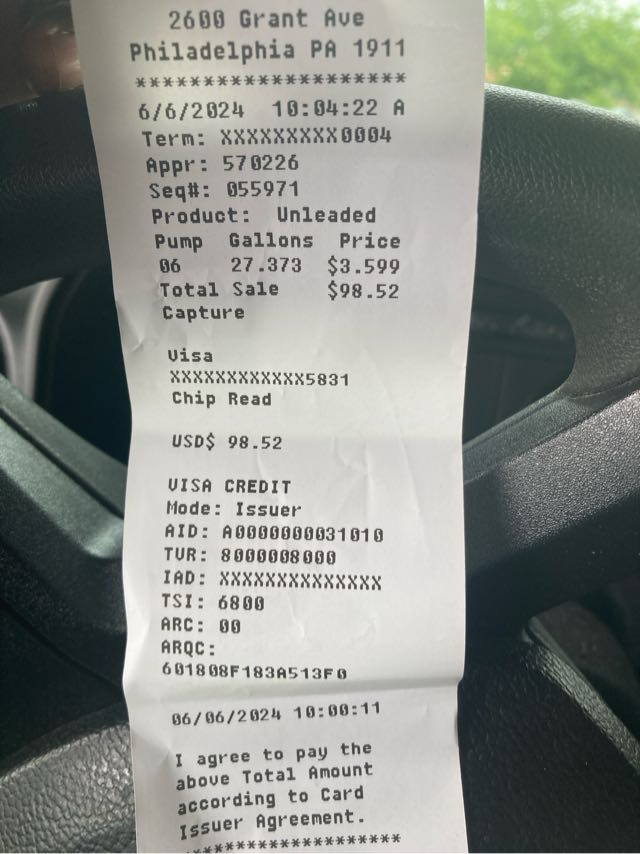 2600 Grant Ave
Philadelphia PA 1911
********************
6/6/2024 10:04:22 A
Term: XXXXXXXXX0004
Appr: 570226
Seq#: 055971
Product: Unleaded
Pump Gallons Price
06 27.373 $3.599
Total Sale $98.52
Capture
Visa
XXXXXXXXXXXX5831
Chip Read
USD$ 98.52
VISA CREDIT
Mode: Issuer
AID: A0000000031010
TVR: 8000008000
IAD: XXXXXXXXXXXXXX
TSI: 6800
ARC: 00
ARQC:
601808F183A513F0
06/06/2024 10:00:11
I agree to pay the
above Total Amount
according to Card
Issuer Agreement.
********************